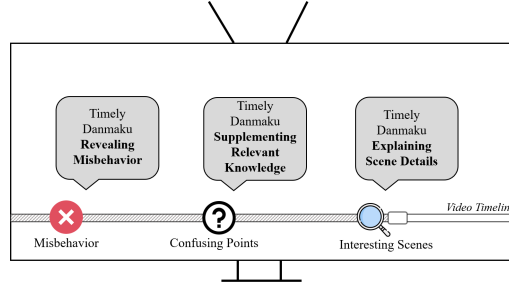 Timely
Danmaku
Revealing
Misbehavior
Timely
Danmaku
Supplementing
Relevant
Knowledge
Timely
Danmaku
Explaining
Scene Details
Video Timelin
?
Misbehavior
Confusing Points
Interesting Scenes